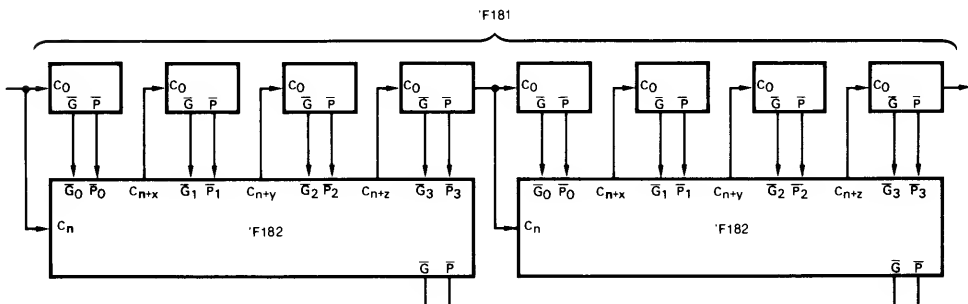 'F181
C₀ C₀ C₀ C₀ C₀ C₀ C₀ C₀
G̅ P̅ G̅ P̅ G̅ P̅ G̅ P̅ G̅ P̅ G̅ P̅ G̅ P̅ G̅ P̅
G̅₀ P̅₀ Cn+x G̅₁ P̅₁ Cn+y G̅₂ P̅₂ Cn+z G̅₃ P̅₃ G̅₀ P̅₀ Cn+x G̅₁ P̅₁ Cn+y G̅₂ P̅₂ Cn+z G̅₃ P̅₃
Cn 'F182 Cn 'F182
G̅ P̅ G̅ P̅